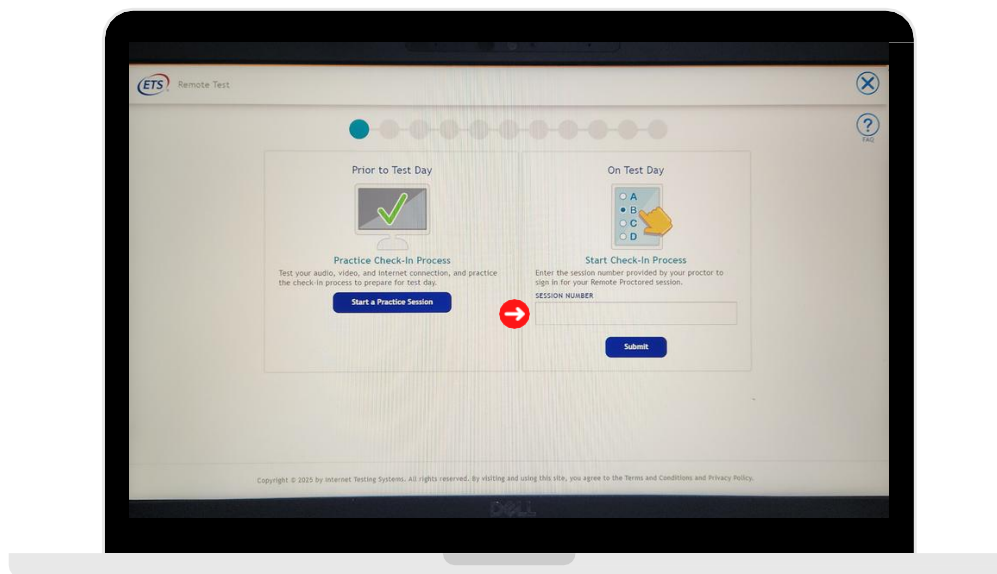 ETS Remote Test
?
FAQ
Prior to Test Day
Practice Check-In Process
Test your audio, video, and internet connection, and practice
the check-in process to prepare for test day.
Start a Practice Session
On Test Day
A
B
C
D
Start Check-In Process
Enter the session number provided by your proctor to
sign in for your Remote Proctored session.
SESSION NUMBER
Submit
Copyright © 2025 by Internet Testing Systems. All rights reserved. By visiting and using this site, you agree to the Terms and Conditions and Privacy Policy.
DELL